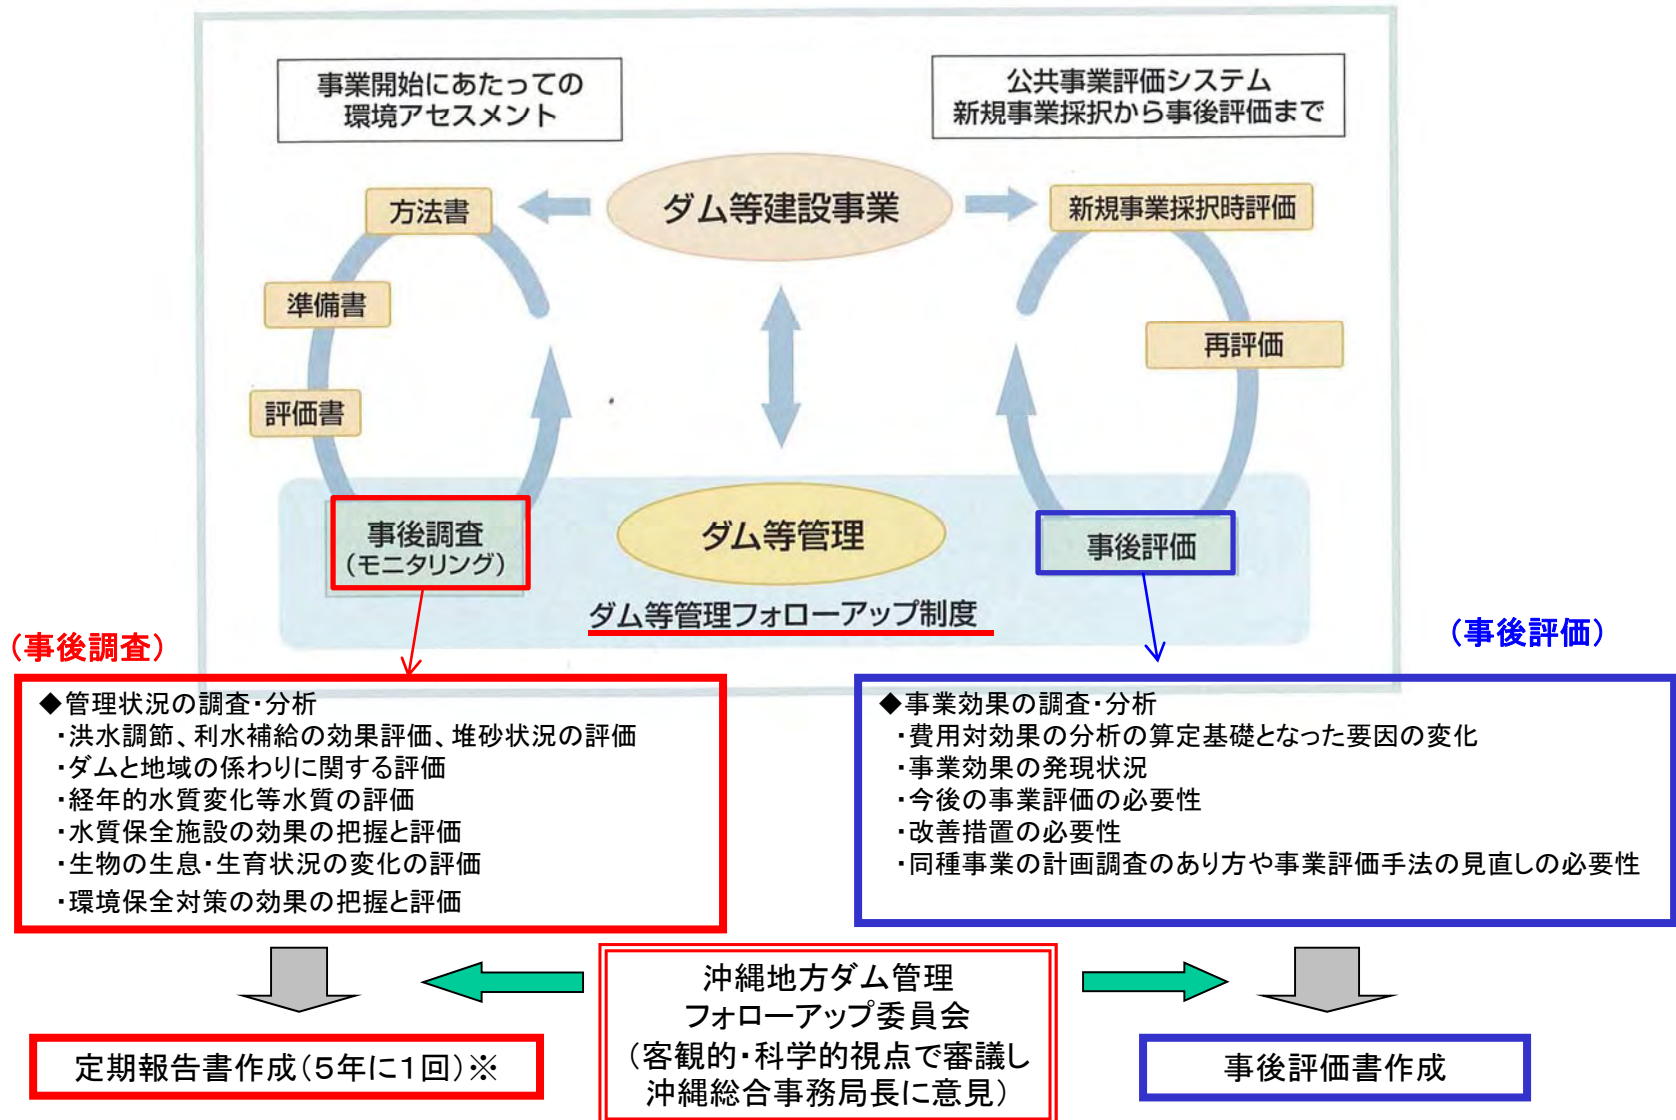 事業開始にあたっての
環境アセスメント
公共事業評価システム
新規事業採択から事後評価まで
ダム等建設事業
方法書
準備書
評価書
新規事業採択時評価
再評価
事後調査
(モニタリング)
ダム等管理
事後評価
ダム等管理フォローアップ制度
(事後調査)
(事後評価)
◆管理状況の調査・分析
・洪水調節、利水補給の効果評価、堆砂状況の評価
・ダムと地域の係わりに関する評価
・経年的水質変化等水質の評価
・水質保全施設の効果の把握と評価
・生物の生息・生育状況の変化の評価
・環境保全対策の効果の把握と評価
◆事業効果の調査・分析
・費用対効果の分析の算定基礎となった要因の変化
・事業効果の発現状況
・今後の事業評価の必要性
・改善措置の必要性
・同種事業の計画調査のあり方や事業評価手法の見直しの必要性
沖縄地方ダム管理
フォローアップ委員会
(客観的・科学的視点で審議し
沖縄総合事務局長に意見)
定期報告書作成(5年に1回)※
事後評価書作成